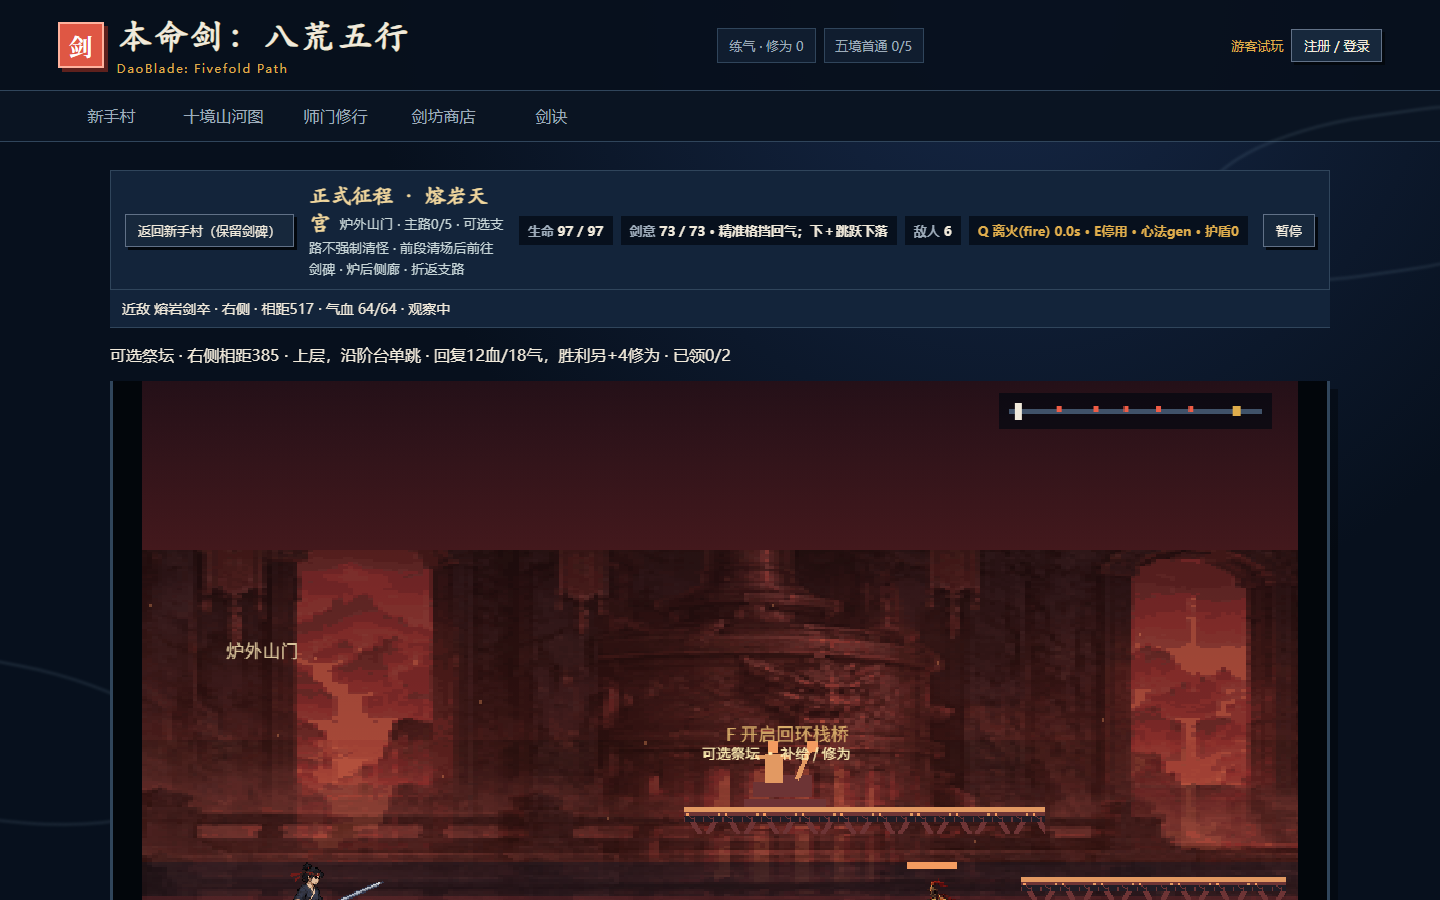 剑
本命剑：八荒五行
DaoBlade: Fivefold Path
练气 · 修为 0
五境首通 0/5
游客试玩
注册 / 登录
新手村
十境山河图
师门修行
剑坊商店
剑诀
返回新手村（保留剑碑）
正式征程 · 熔岩天
宫 炉外山门 · 主路0/5 · 可选支
路不强制清怪 · 前段清场后前往
剑碑 · 炉后侧廊 · 折返支路
生命 97 / 97
剑意 73 / 73 • 精准格挡回气；下 + 跳跃下落
敌人 6
Q 离火(fire) 0.0s • E停用 • 心法gen • 护盾0
暂停
近敌 熔岩剑卒 · 右侧 · 相距517 · 气血 64/64 · 观察中
可选祭坛 · 右侧相距385 · 上层，沿阶台单跳 · 回复12血/18气，胜利另+4修为 · 已领0/2
炉外山门
F 开启回环栈桥
可选祭坛 · 补给 / 修为